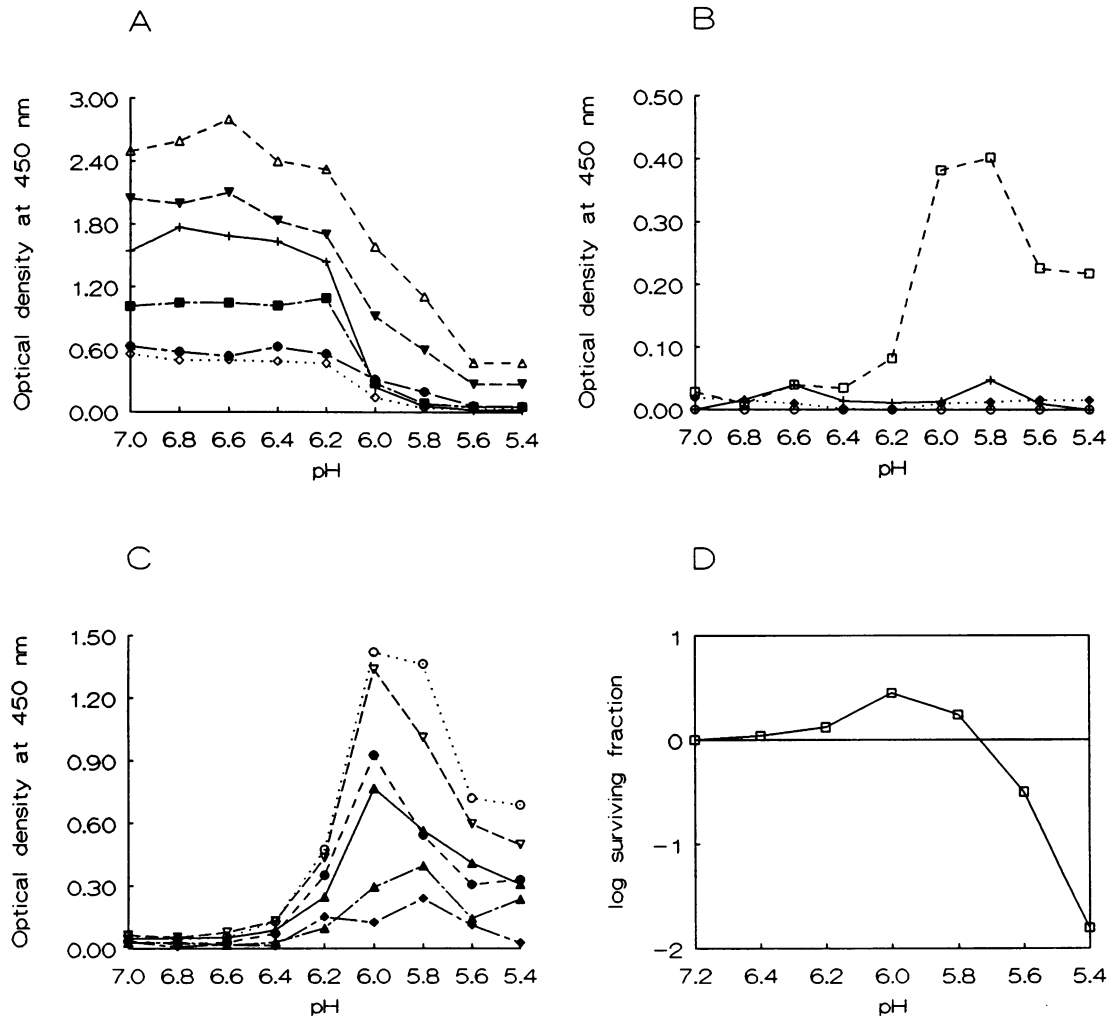 A
Optical density at 450 nm
3.00
2.40
1.80
1.20
0.60
0.00
7.0 6.8 6.6 6.4 6.2 6.0 5.8 5.6 5.4
pH
B
Optical density at 450 nm
0.50
0.40
0.30
0.20
0.10
0.00
7.0 6.8 6.6 6.4 6.2 6.0 5.8 5.6 5.4
pH
C
Optical density at 450 nm
1.50
1.20
0.90
0.60
0.30
0.00
7.0 6.8 6.6 6.4 6.2 6.0 5.8 5.6 5.4
pH
D
log surviving fraction
1
0
−1
−2
7.2 6.4 6.2 6.0 5.8 5.6 5.4
pH